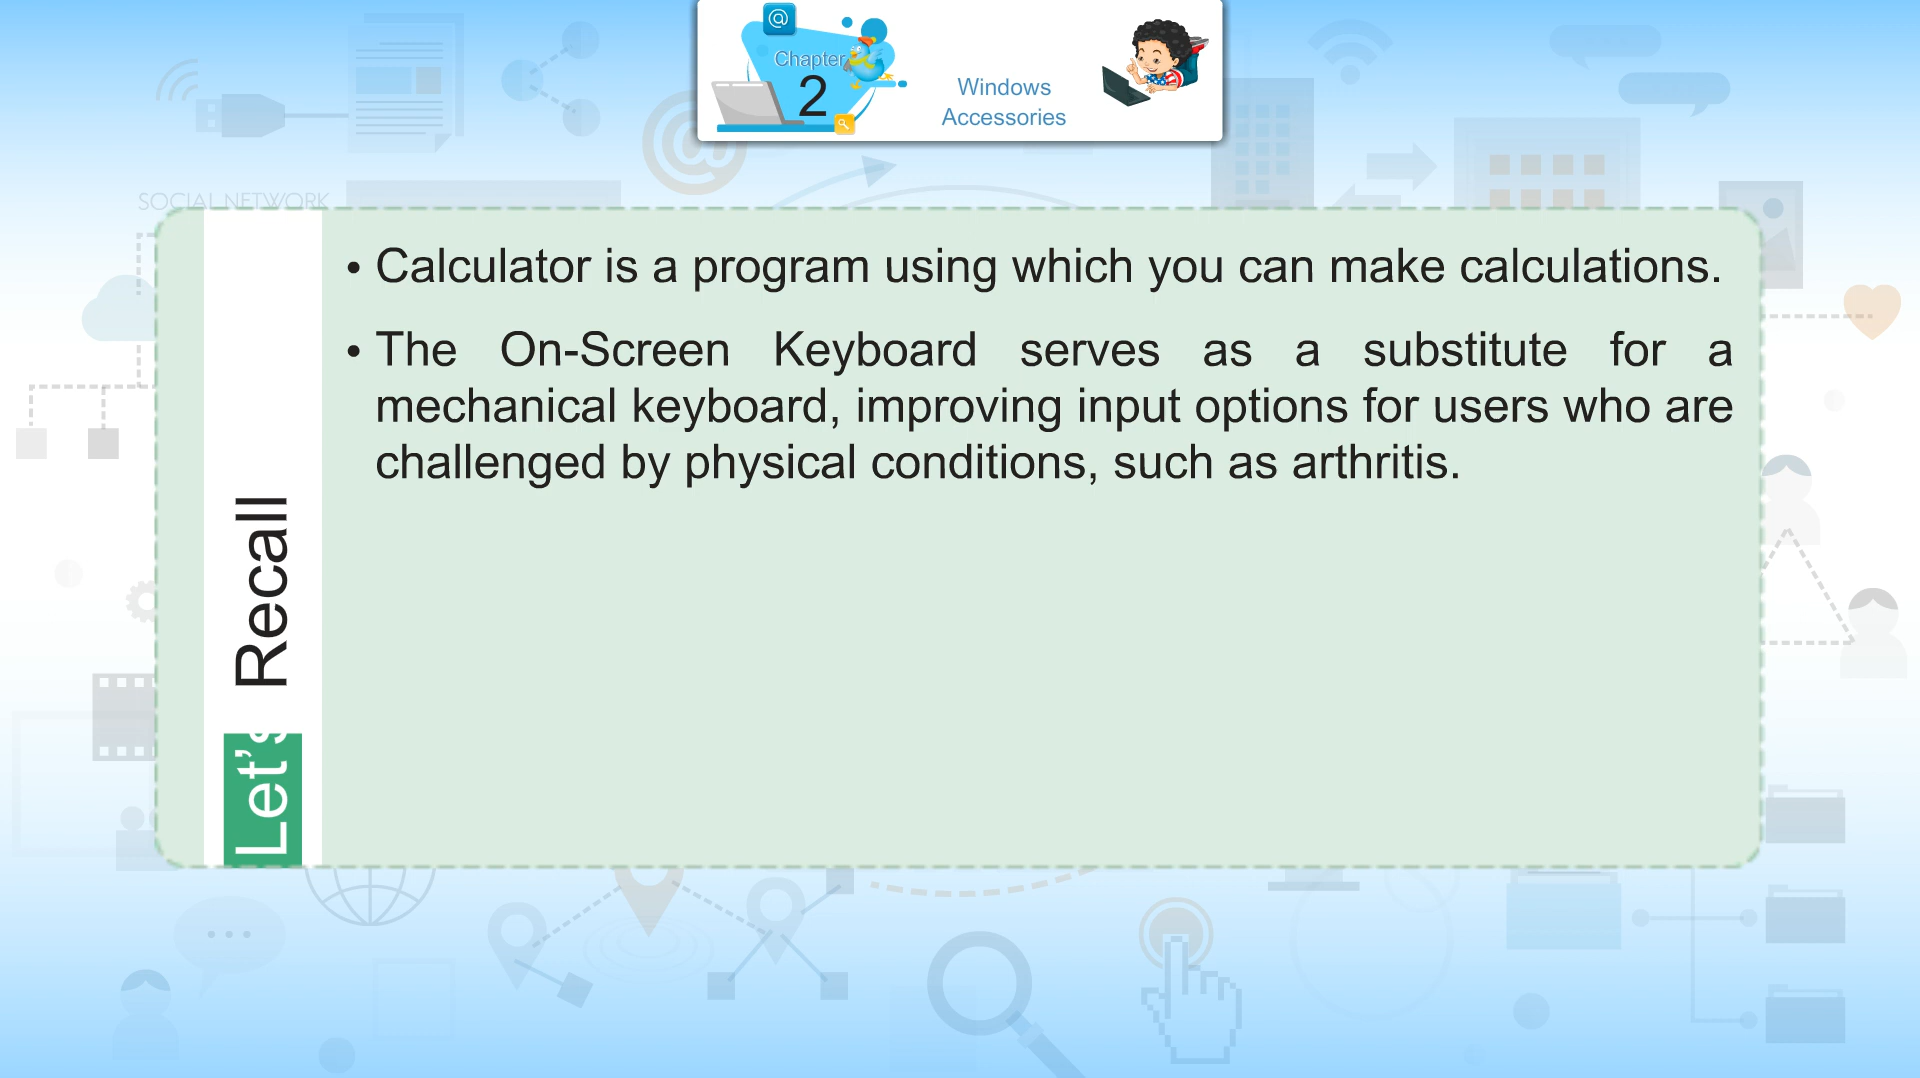 Chapter
2
Windows
Accessories
SOCIAL NETWORK
• Calculator is a program using which you can make calculations.
• The On-Screen Keyboard serves as a substitute for a
mechanical keyboard, improving input options for users who are
challenged by physical conditions, such as arthritis.
Let's Recall